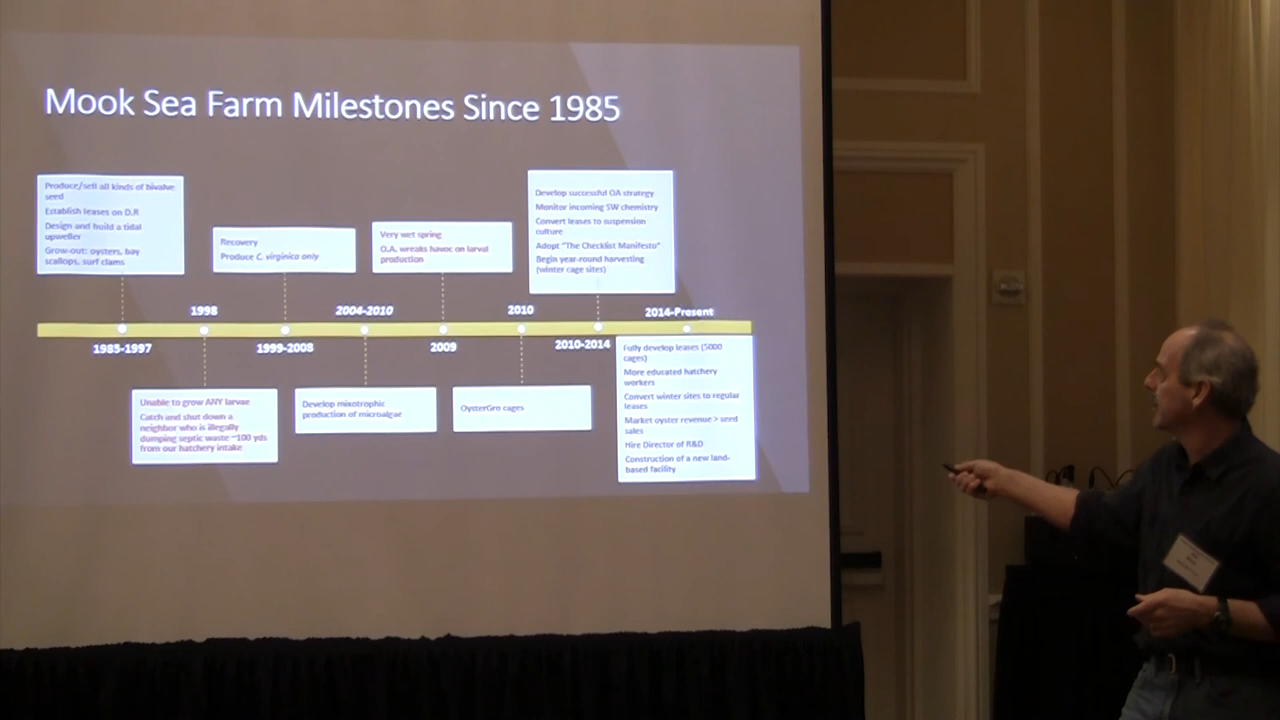 Mook Sea Farm Milestones Since 1985
Produce/sell all kinds of bivalve
seed
Establish leases on D.R
Design and build a tidal
upweller
Grow-out: oysters, bay
scallops, surf clams
Recovery
Produce C. virginica only
Very wet spring
O.A. wreaks havoc on larval
production
Develop successful OA strategy
Monitor incoming SW chemistry
Convert leases to suspension
culture
Adopt "The Checklist Manifesto"
Begin year-round harvesting
(winter cage sites)
1998
2004-2010
2010
2014-Present
1985-1997
1999-2008
2009
2010-2014
Unable to grow ANY larvae
Catch and shut down a
neighbor who is illegally
dumping septic waste ~100 yds
from our hatchery intake
Develop mixotrophic
production of microalgae
OysterGro cages
Fully develop leases (5000
cages)
More educated hatchery
workers
Convert winter sites to regular
leases
Market oyster revenue > seed
sales
Hire Director of R&D
Construction of a new land-
based facility